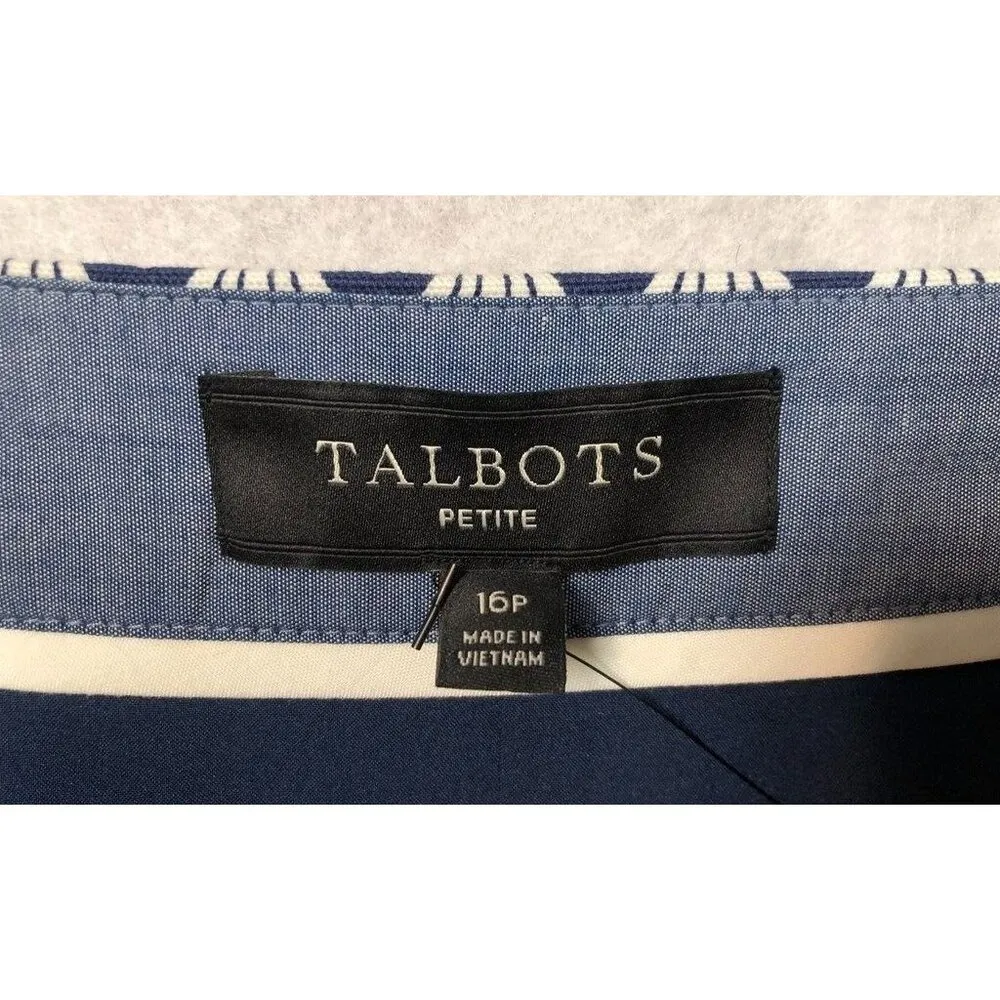 TALBOTS
PETITE
16P
MADE IN
VIETNAM